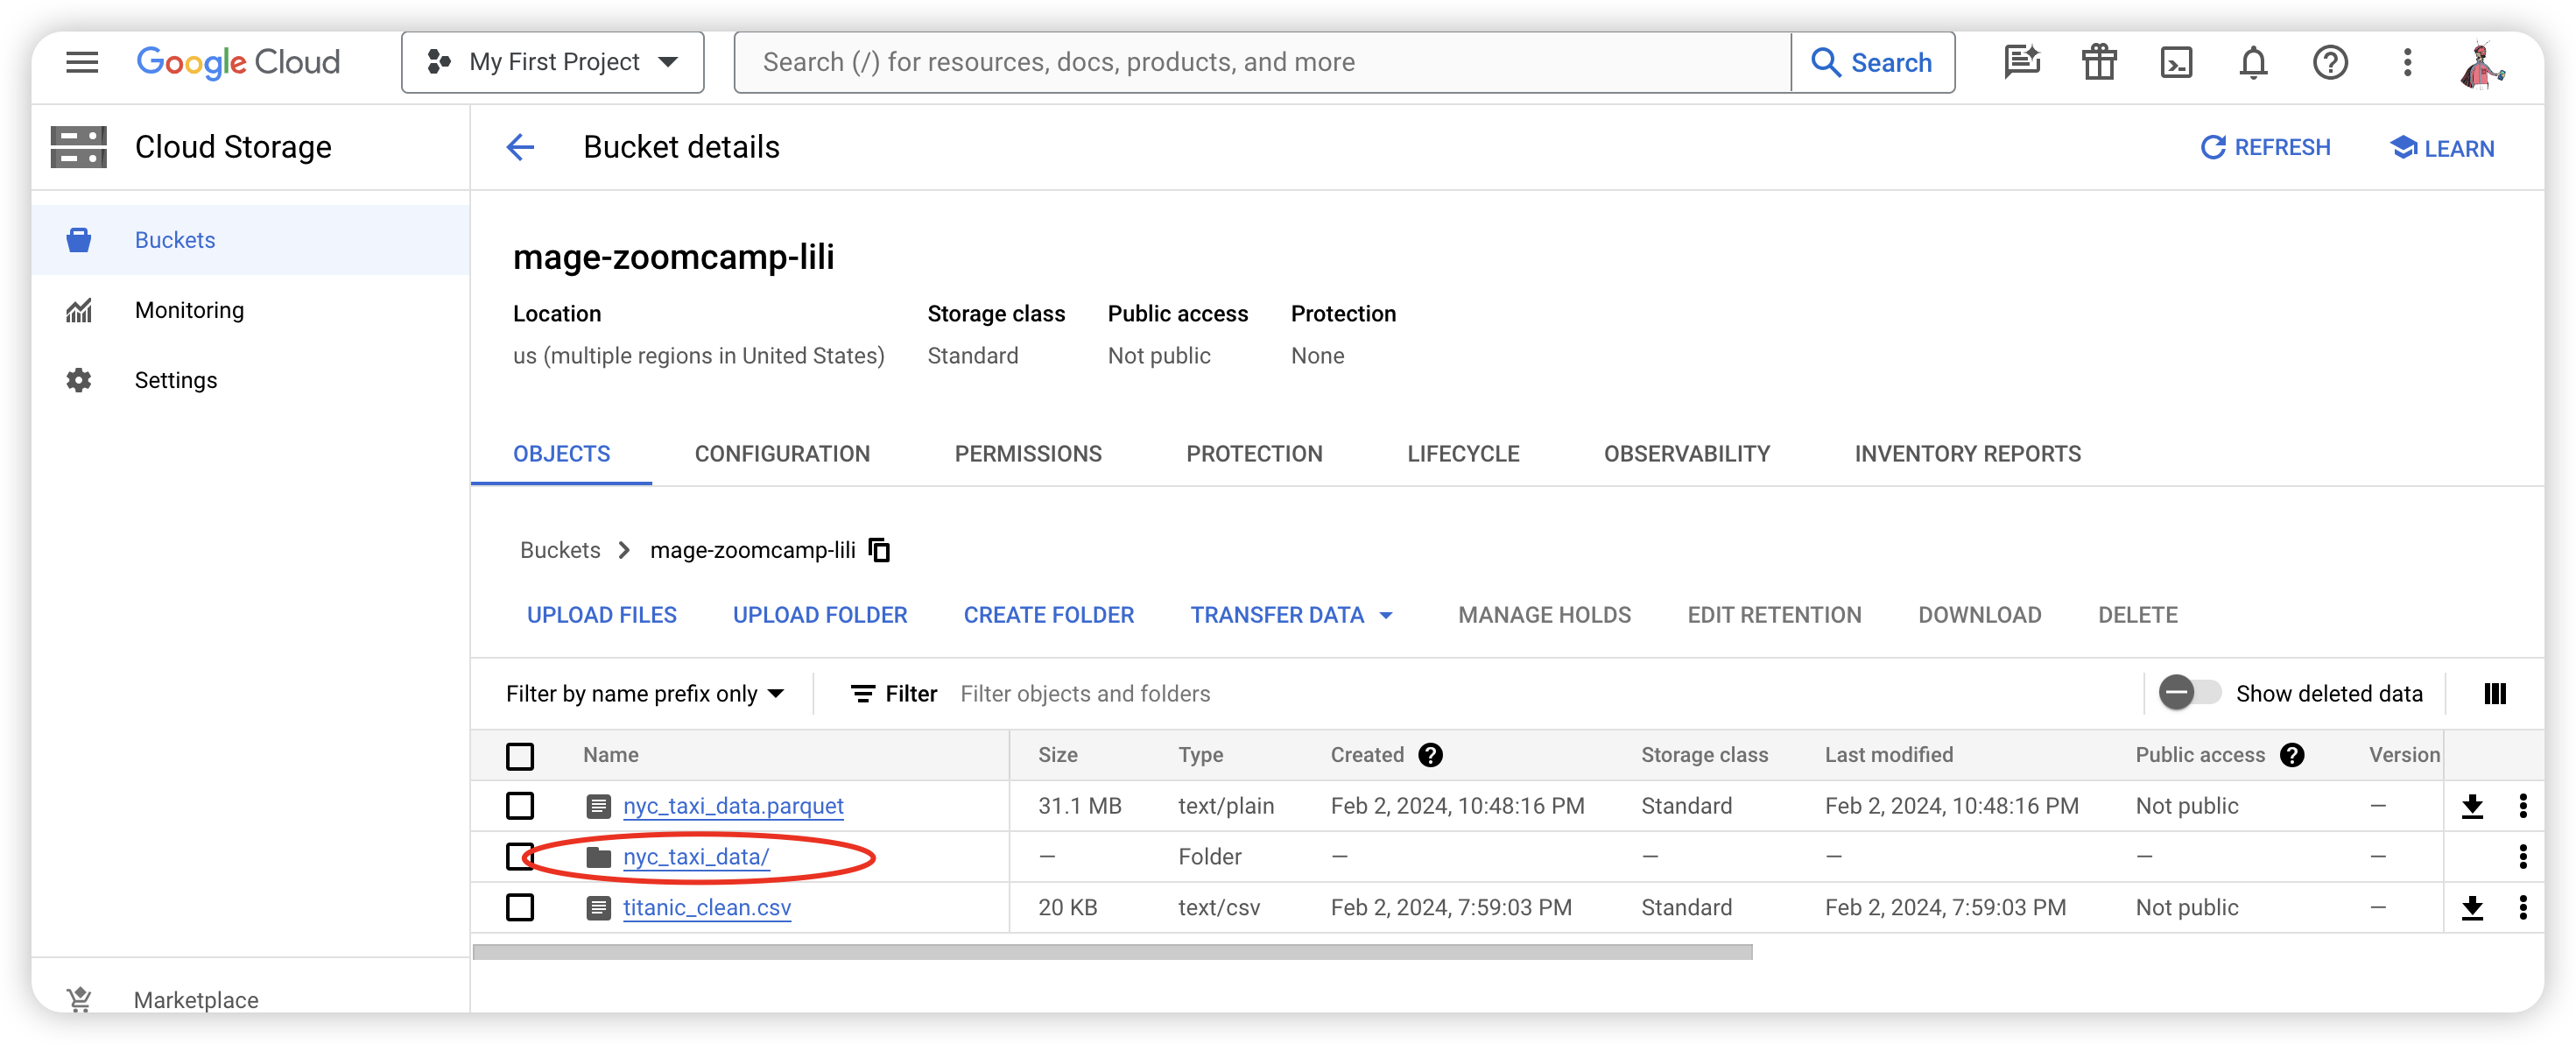 Google Cloud
My First Project
Search (/) for resources, docs, products, and more
Search
Cloud Storage
Bucket details
REFRESH
LEARN
Buckets
Monitoring
Settings
Marketplace
mage-zoomcamp-lili
Location Storage class Public access Protection
us (multiple regions in United States) Standard Not public None
OBJECTS CONFIGURATION PERMISSIONS PROTECTION LIFECYCLE OBSERVABILITY INVENTORY REPORTS
Buckets > mage-zoomcamp-lili
UPLOAD FILES UPLOAD FOLDER CREATE FOLDER TRANSFER DATA MANAGE HOLDS EDIT RETENTION DOWNLOAD DELETE
Filter by name prefix only Filter Filter objects and folders Show deleted data
Name Size Type Created Storage class Last modified Public access Version
nyc_taxi_data.parquet 31.1 MB text/plain Feb 2, 2024, 10:48:16 PM Standard Feb 2, 2024, 10:48:16 PM Not public —
nyc_taxi_data/ — Folder — — — — —
titanic_clean.csv 20 KB text/csv Feb 2, 2024, 7:59:03 PM Standard Feb 2, 2024, 7:59:03 PM Not public —